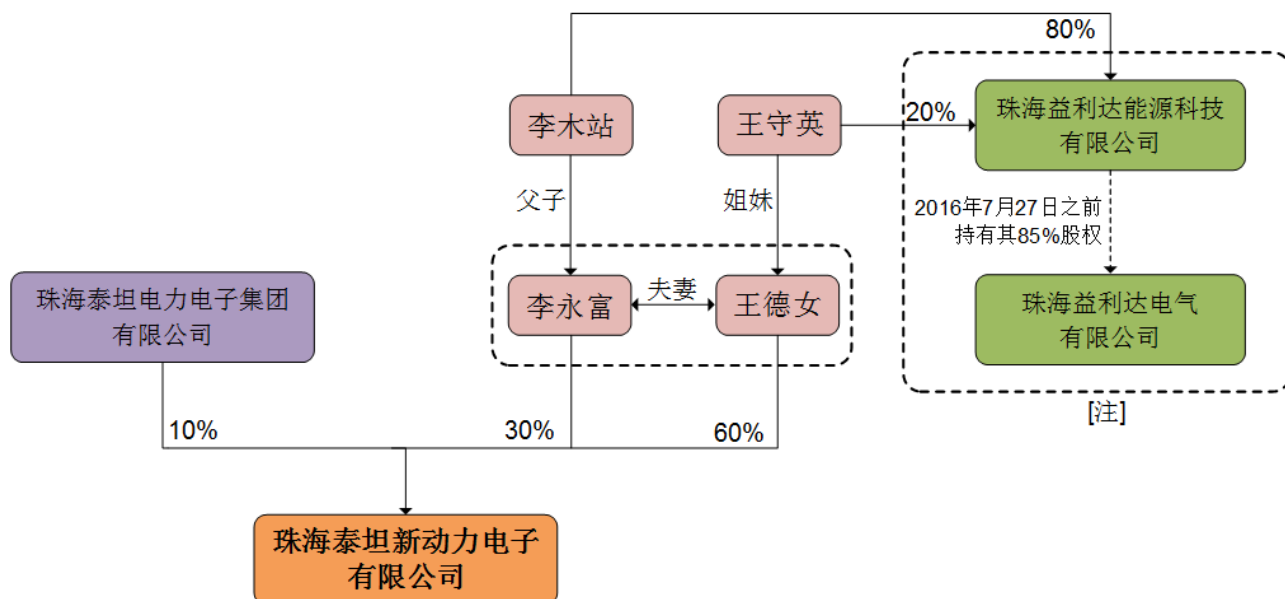 80%
李木站
王守英
20%
珠海益利达能源科技
有限公司
父子
姐妹
2016年7月27日之前
持有其85%股权
珠海泰坦电力电子集团
有限公司
李永富
夫妻
王德女
珠海益利达电气
有限公司
[注]
10%
30%
60%
珠海泰坦新动力电子
有限公司